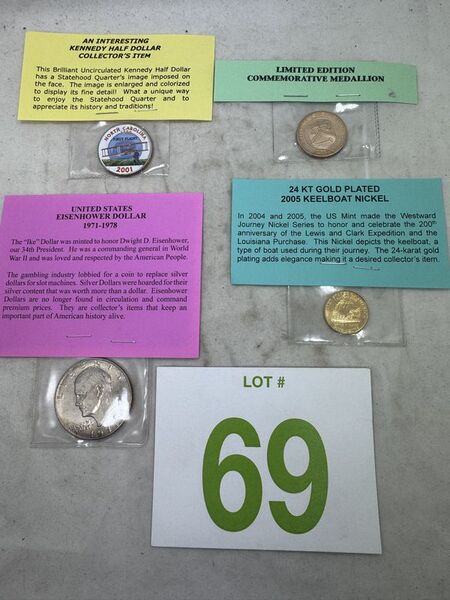 AN INTERESTING
KENNEDY HALF DOLLAR
COLLECTOR'S ITEM
This Brilliant Uncirculated Kennedy Half Dollar
has a Statehood Quarter's image imposed on
the face. The image is enlarged and colorized
to display its fine detail! What a unique way
to enjoy the Statehood Quarter and to
appreciate its history and traditions!
NORTH CAROLINA
FIRST FLIGHT
2001
LIMITED EDITION
COMMEMORATIVE MEDALLION
UNITED STATES
EISENHOWER DOLLAR
1971-1978
The "Ike" Dollar was minted to honor Dwight D. Eisenhower,
our 34th President. He was a commanding general in World
War II and was loved and respected by the American People.
The gambling industry lobbied for a coin to replace silver
dollars for slot machines. Silver Dollars were hoarded for their
silver content that was worth more than a dollar. Eisenhower
Dollars are no longer found in circulation and command
premium prices. They are collector's items that keep an
important part of American history alive.
24 KT GOLD PLATED
2005 KEELBOAT NICKEL
In 2004 and 2005, the US Mint made the Westward
Journey Nickel Series to honor and celebrate the 200th
anniversary of the Lewis and Clark Expedition and the
Louisiana Purchase. This Nickel depicts the keelboat, a
type of boat used during their journey. The 24-karat gold
plating adds elegance making it a desired collector's item.
LOT #
69